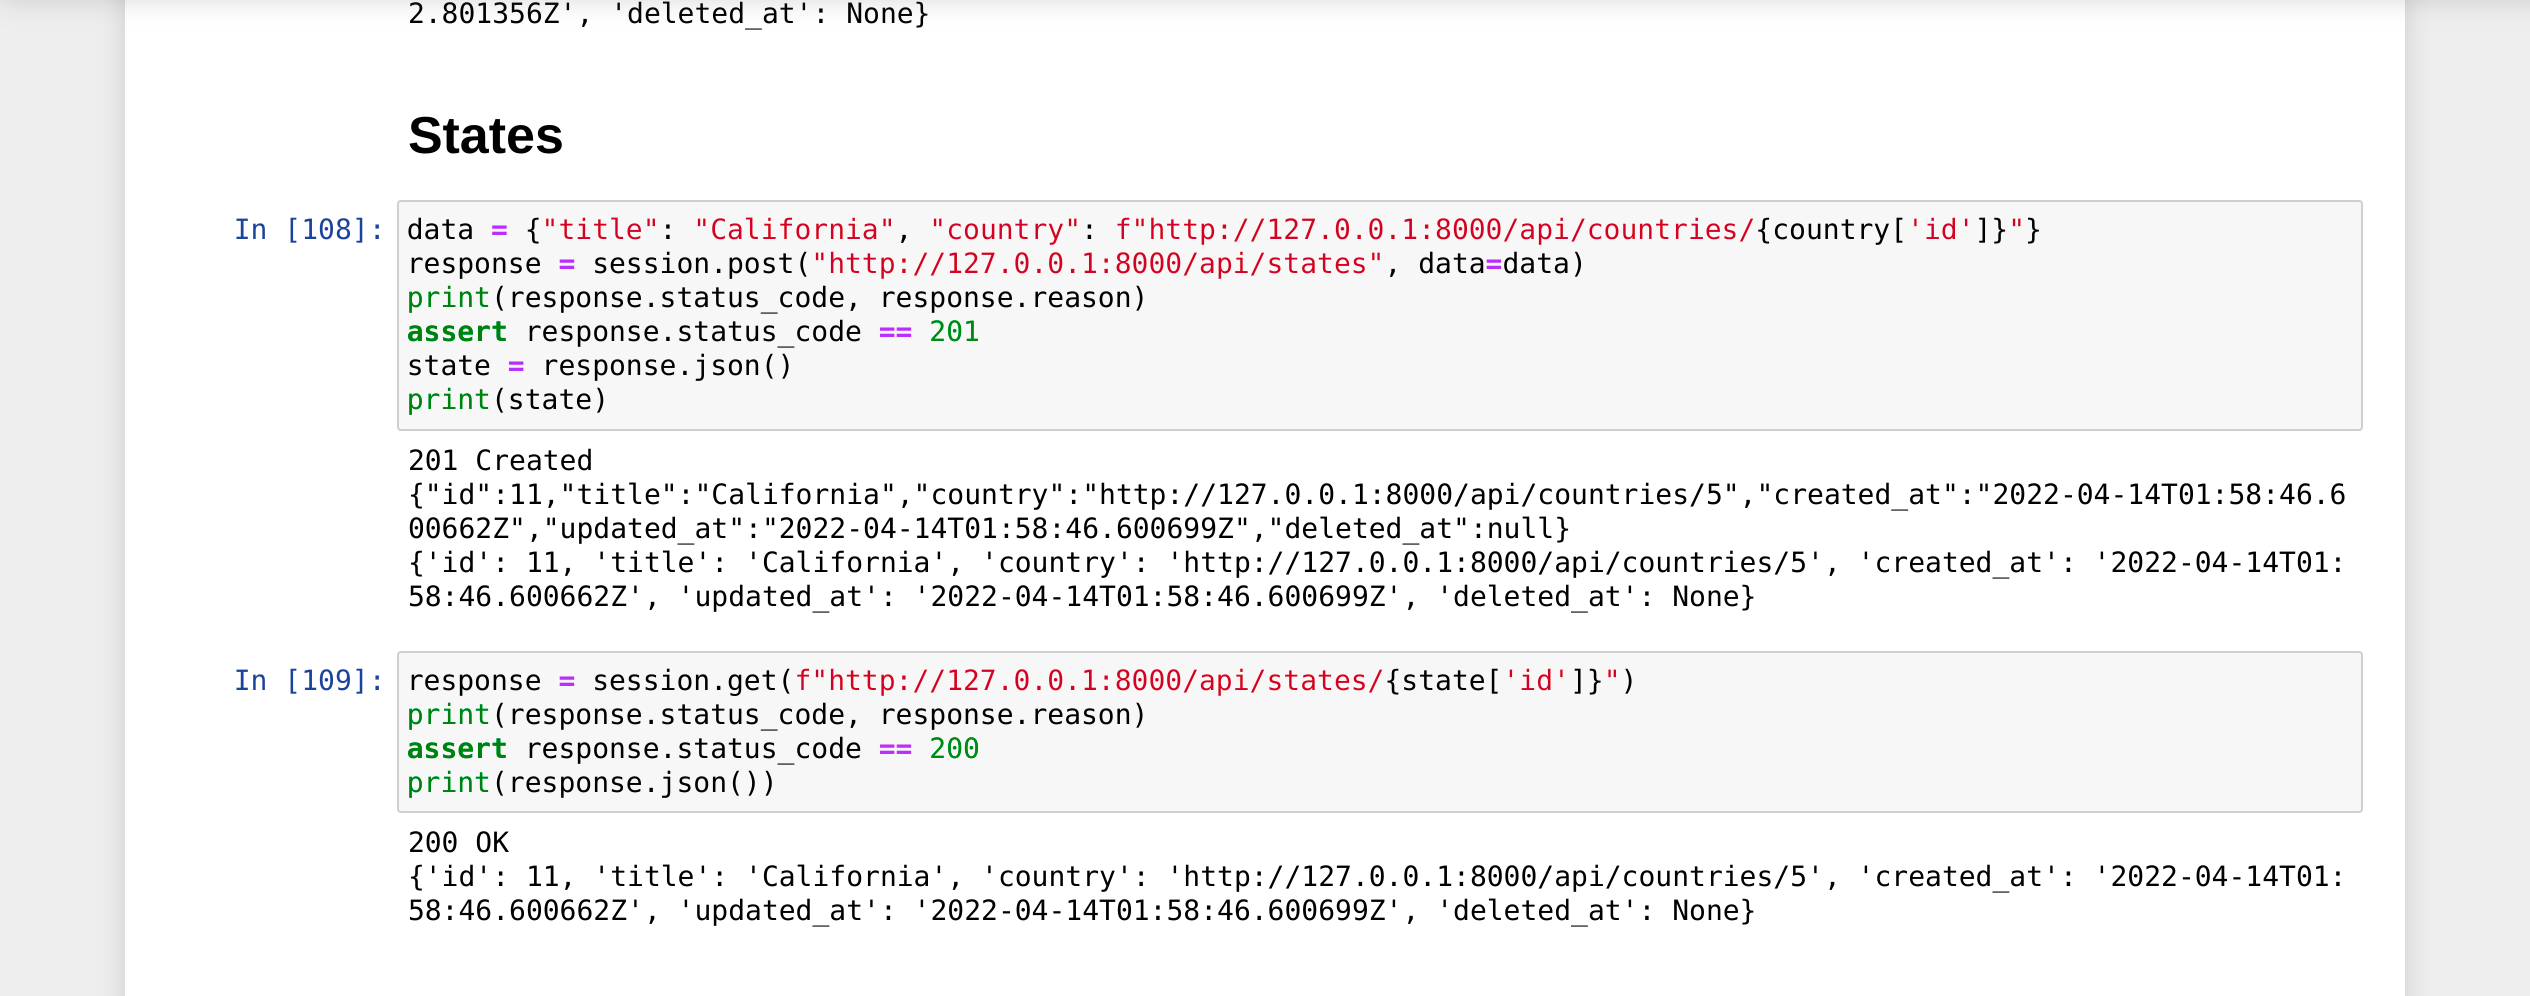 2.801356Z', 'deleted_at': None}
States
In [108]:
data = {"title": "California", "country": f"http://127.0.0.1:8000/api/countries/{country['id']}"}
response = session.post("http://127.0.0.1:8000/api/states", data=data)
print(response.status_code, response.reason)
assert response.status_code == 201
state = response.json()
print(state)
201 Created
{"id":11,"title":"California","country":"http://127.0.0.1:8000/api/countries/5","created_at":"2022-04-14T01:58:46.6
00662Z","updated_at":"2022-04-14T01:58:46.600699Z","deleted_at":null}
{'id': 11, 'title': 'California', 'country': 'http://127.0.0.1:8000/api/countries/5', 'created_at': '2022-04-14T01:
58:46.600662Z', 'updated_at': '2022-04-14T01:58:46.600699Z', 'deleted_at': None}
In [109]:
response = session.get(f"http://127.0.0.1:8000/api/states/{state['id']}")
print(response.status_code, response.reason)
assert response.status_code == 200
print(response.json())
200 OK
{'id': 11, 'title': 'California', 'country': 'http://127.0.0.1:8000/api/countries/5', 'created_at': '2022-04-14T01:
58:46.600662Z', 'updated_at': '2022-04-14T01:58:46.600699Z', 'deleted_at': None}